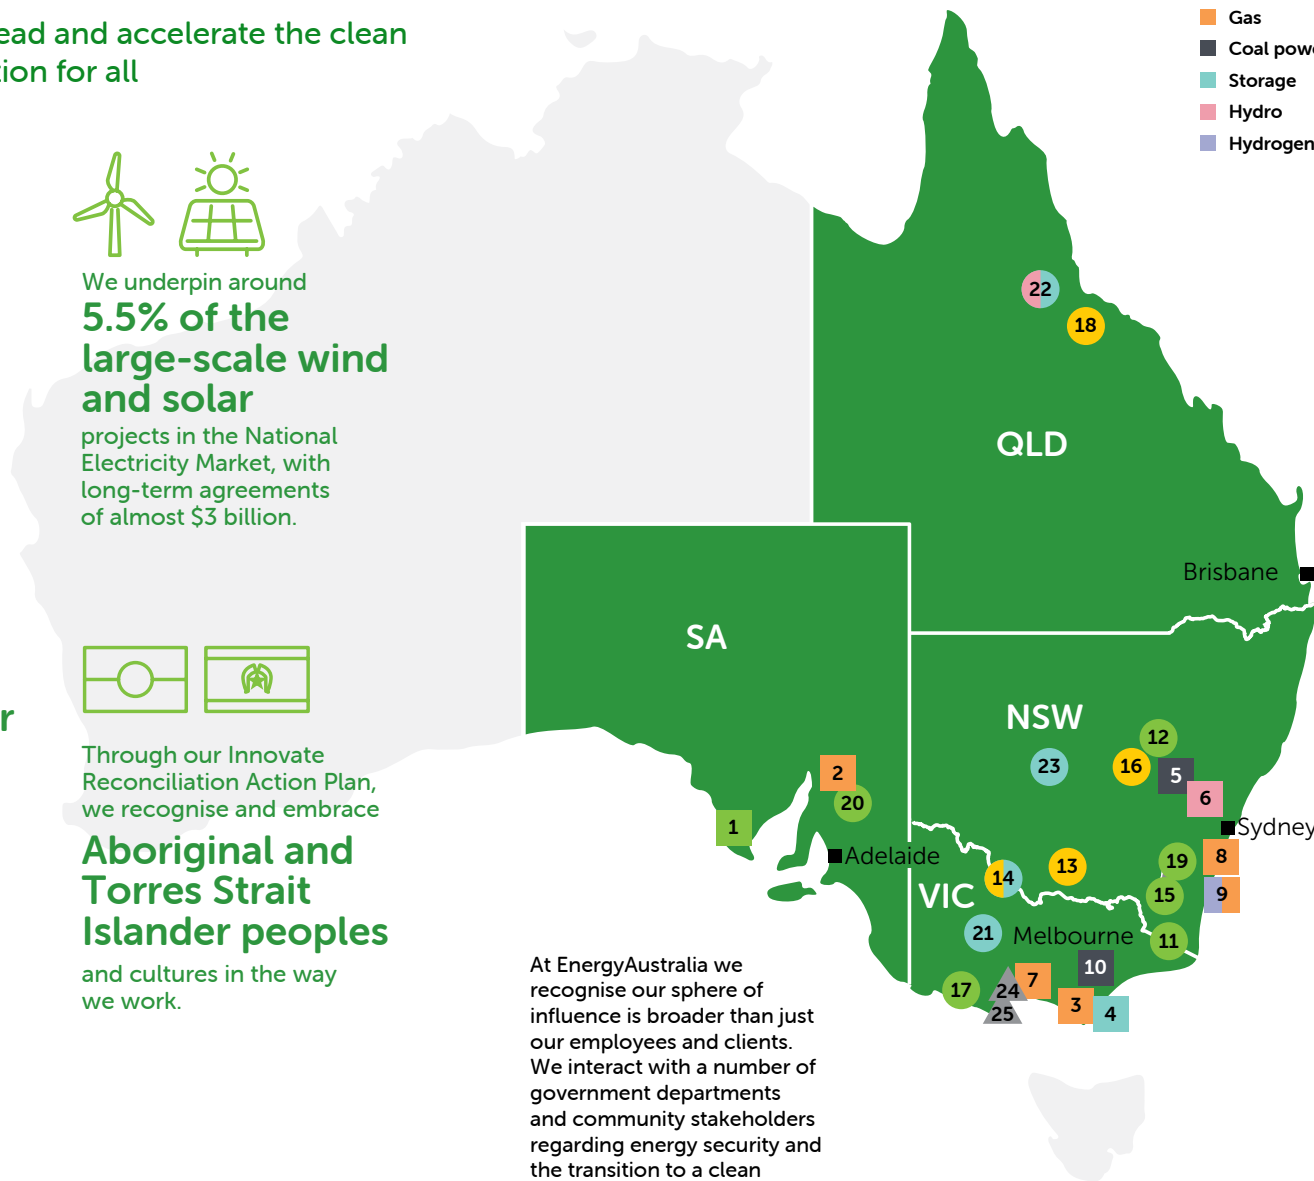 ead and accelerate the clean
tion for all
We underpin around
5.5% of the
large-scale wind
and solar
projects in the National
Electricity Market, with
long-term agreements
of almost $3 billion.
r
Through our Innovate
Reconciliation Action Plan,
we recognise and embrace
Aboriginal and
Torres Strait
Islander peoples
and cultures in the way
we work.
At EnergyAustralia we
recognise our sphere of
influence is broader than just
our employees and clients.
We interact with a number of
government departments
and community stakeholders
regarding energy security and
the transition to a clean
Gas
Coal powe
Storage
Hydro
Hydrogen
22
18
QLD
Brisbane
SA
NSW
12
23
16
5
2
6
20
1
Sydney
Adelaide
13
19
8
14
VIC
15
9
21
Melbourne
11
10
7
17
24
3
25
4